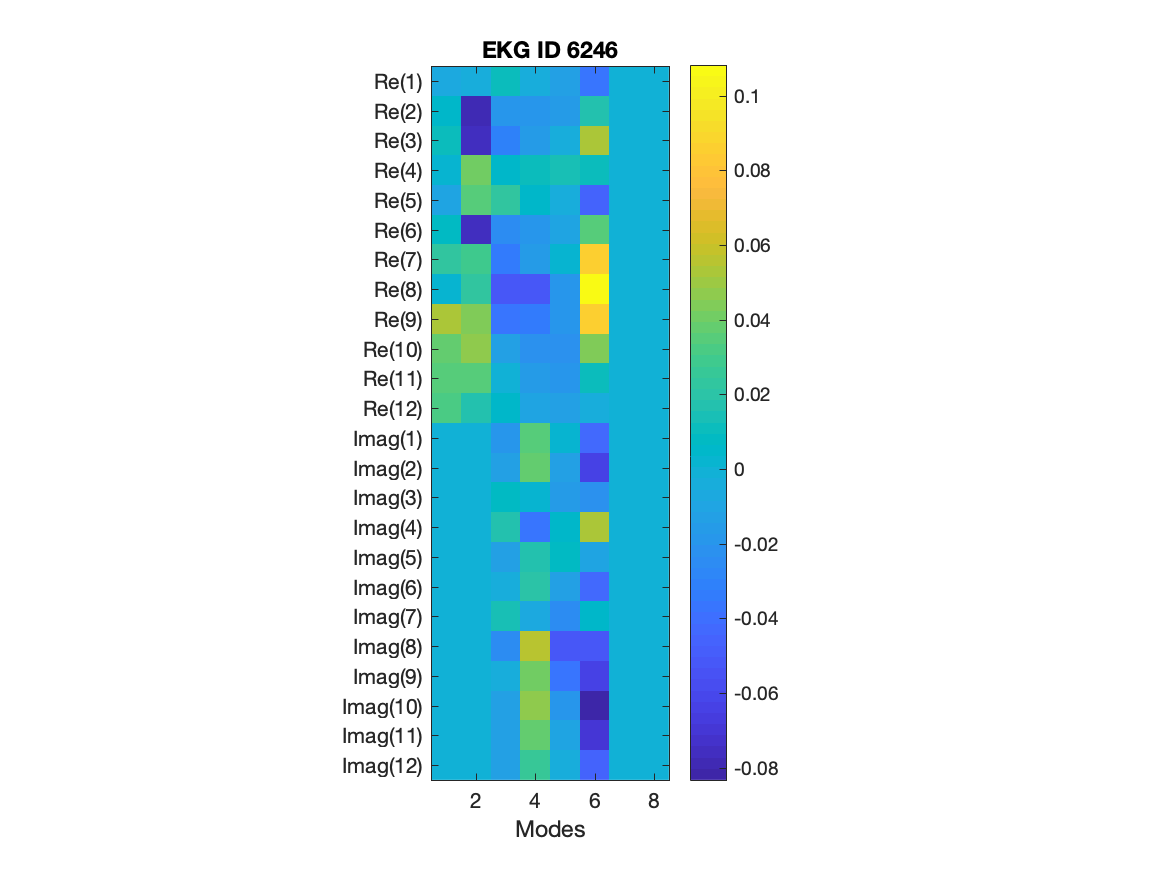 EKG ID 6246
Re(1)
Re(2)
Re(3)
Re(4)
Re(5)
Re(6)
Re(7)
Re(8)
Re(9)
Re(10)
Re(11)
Re(12)
Imag(1)
Imag(2)
Imag(3)
Imag(4)
Imag(5)
Imag(6)
Imag(7)
Imag(8)
Imag(9)
Imag(10)
Imag(11)
Imag(12)
2 4 6 8
Modes
0.1
0.08
0.06
0.04
0.02
0
-0.02
-0.04
-0.06
-0.08